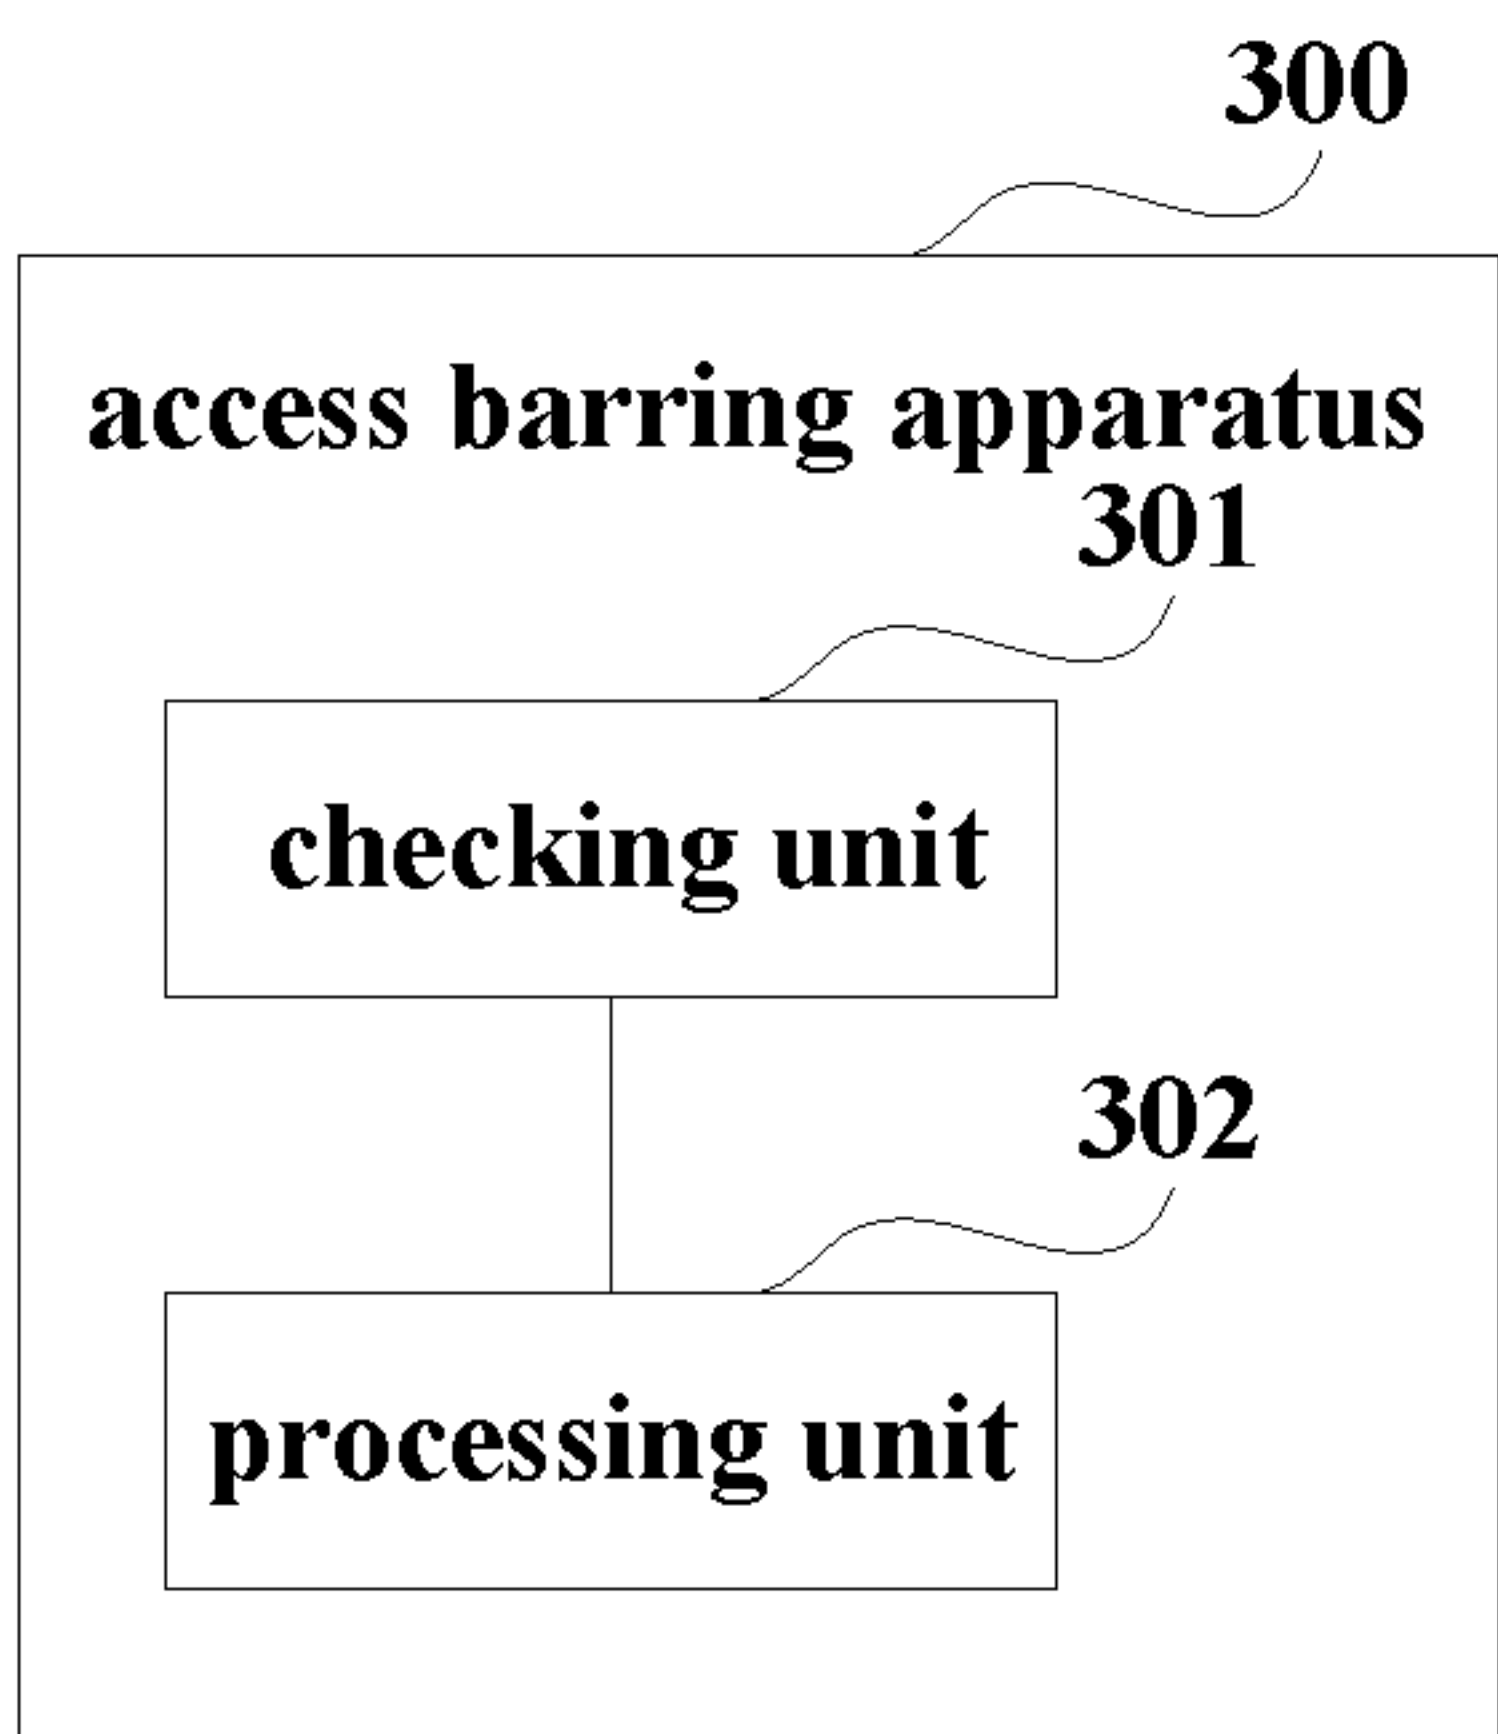 300
access barring apparatus
301
checking unit
302
processing unit